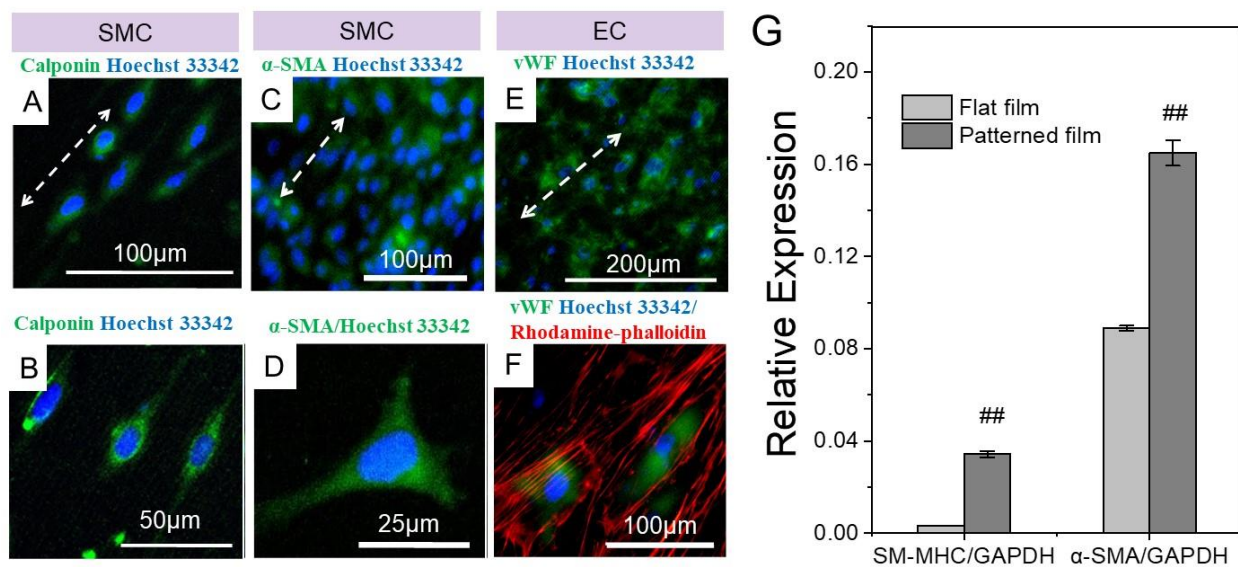 SMC
SMC
EC
Calponin Hoechst 33342
α-SMA Hoechst 33342
vWF Hoechst 33342
A
C
E
100μm
100μm
200μm
Calponin Hoechst 33342
α-SMA/Hoechst 33342
vWF Hoechst 33342/
Rhodamine-phalloidin
B
D
F
50μm
25μm
100μm
G
Relative Expression
0.20
0.16
0.12
0.08
0.04
0.00
Flat film
Patterned film
##
##
SM-MHC/GAPDH
α-SMA/GAPDH